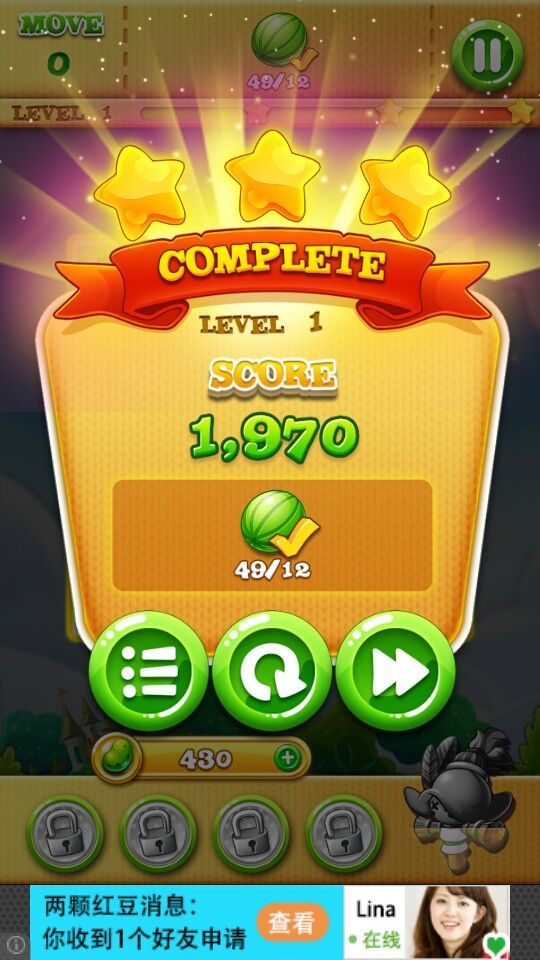 MOVE
0
49/12
LEVEL 1
COMPLETE
LEVEL 1
SCORE
1,970
49/12
430
两颗红豆消息：
你收到1个好友申请
查看
Lina
在线